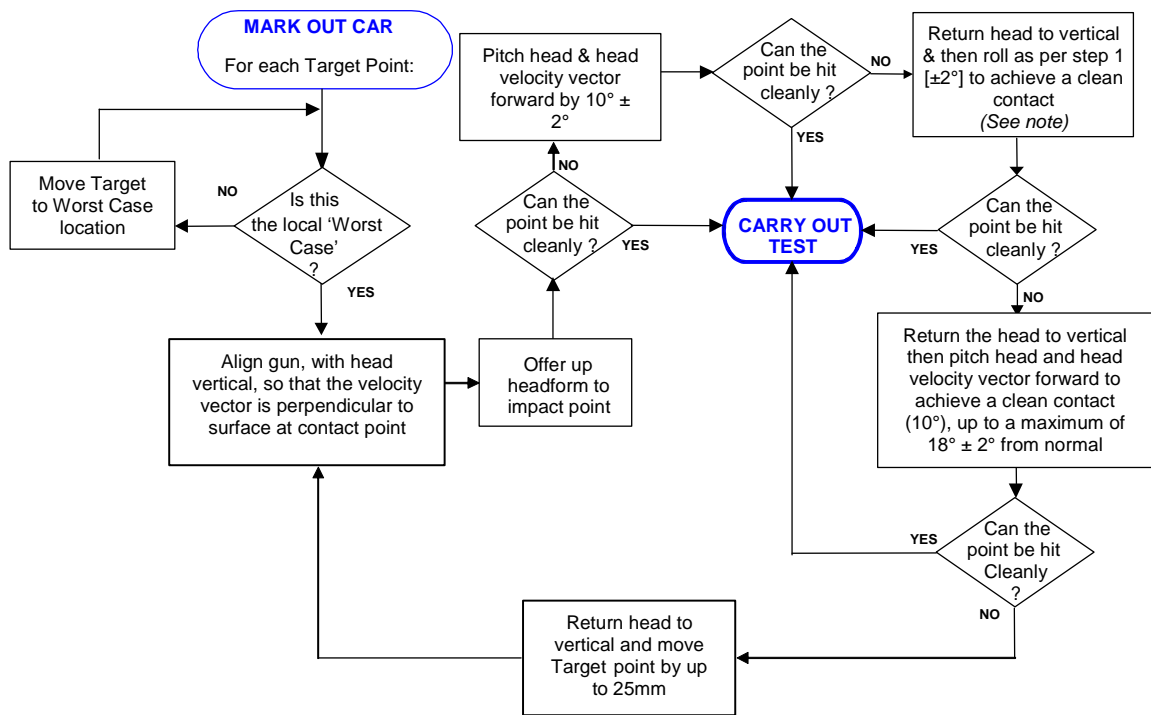 MARK OUT CAR
For each Target Point:
Move Target
to Worst Case
location
NO
Is this
the local ‘Worst
Case’
?
YES
Align gun, with head
vertical, so that the velocity
vector is perpendicular to
surface at contact point
Offer up
headform to
impact point
Can the
point be hit
cleanly ?
NO
YES
Pitch head & head
velocity vector
forward by 10° ±
2°
Can the
point be hit
cleanly ?
NO
YES
CARRY OUT
TEST
Return head to vertical
& then roll as per step 1
[±2°] to achieve a clean
contact
(See note)
Can the
point be hit
cleanly ?
YES
NO
Return the head to vertical
then pitch head and head
velocity vector forward to
achieve a clean contact
(10°), up to a maximum of
18° ± 2° from normal
Can the
point be hit
Cleanly
?
YES
NO
Return head to
vertical and move
Target point by up
to 25mm